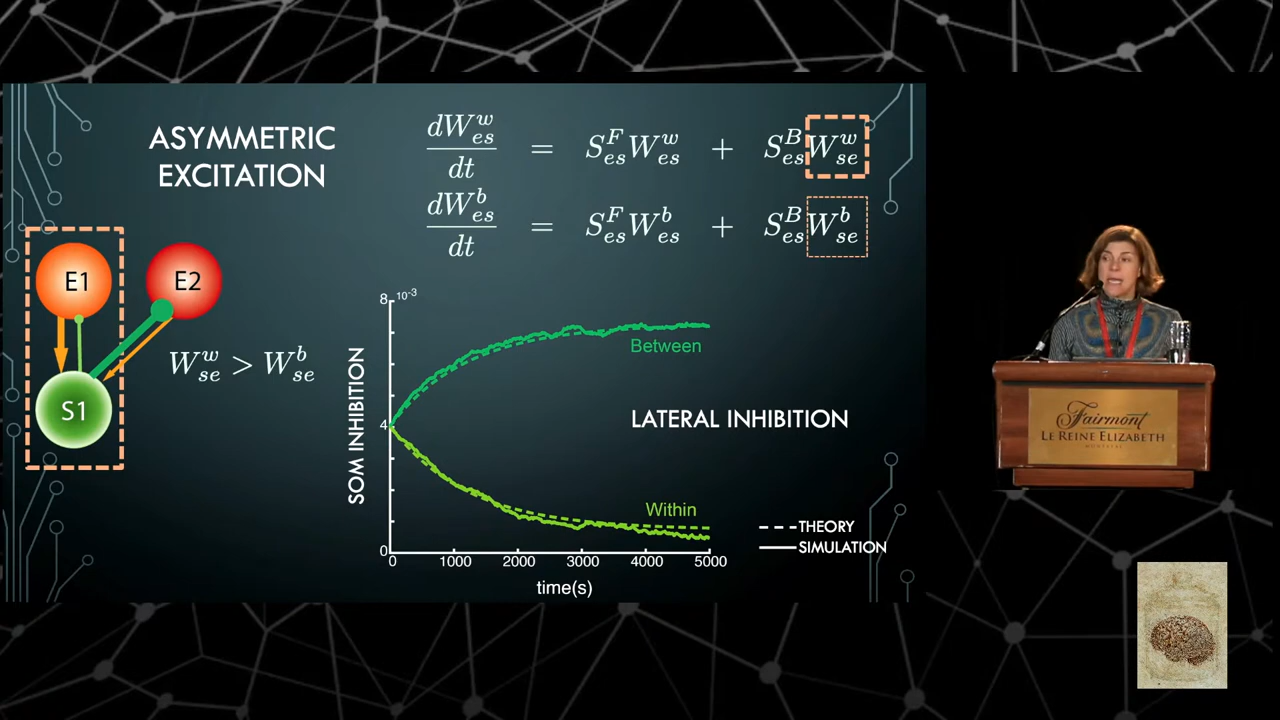 ASYMMETRIC
EXCITATION
dW^w_es / dt = S^F_es W^w_es + S^B_es W^w_se
dW^b_es / dt = S^F_es W^b_es + S^B_es W^b_se
E1
E2
W^w_se > W^b_se
S1
SOM INHIBITION
8 10^-3
4
0
Between
LATERAL INHIBITION
Within
THEORY
SIMULATION
0 1000 2000 3000 4000 5000
time(s)
Fairmont
LE REINE ELIZABETH
MONTRÉAL